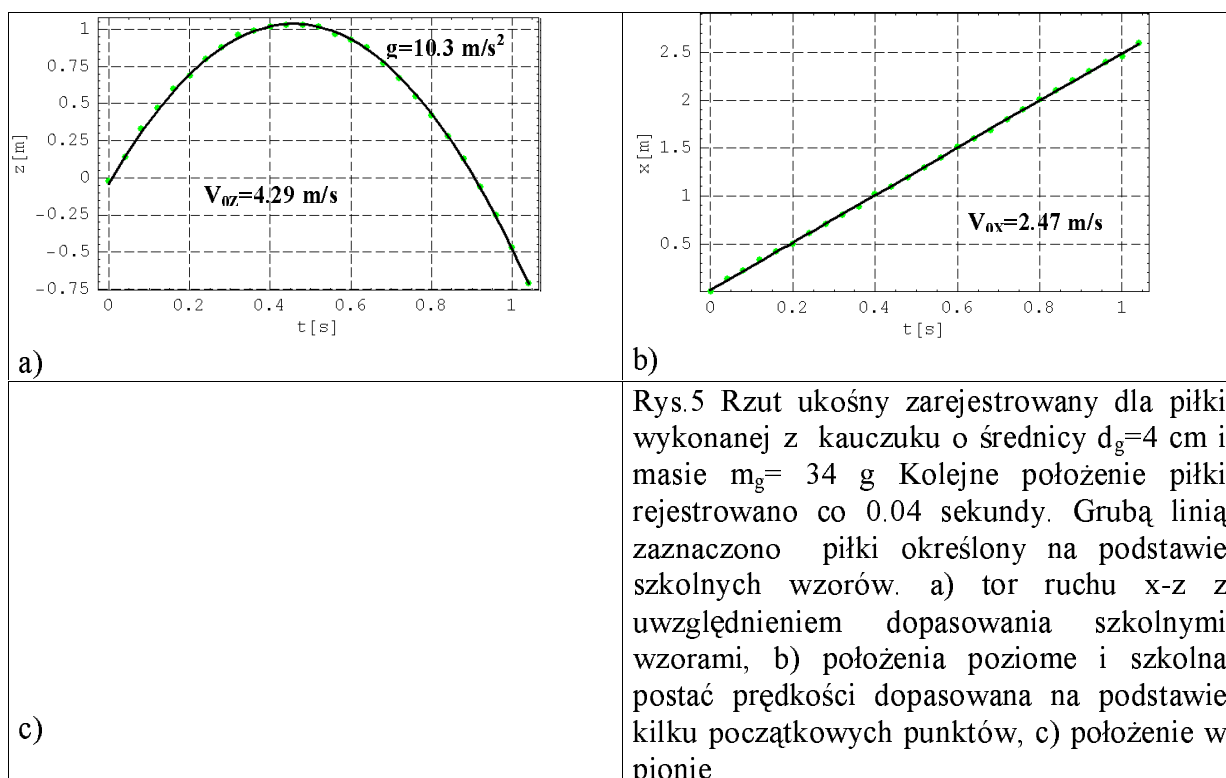 1
0.75
0.5
0.25
0
-0.25
-0.5
-0.75
z[m]
g=10.3 m/s²
V₀z=4.29 m/s
0
0.2
0.4
0.6
0.8
1
t[s]
a)
2.5
2
1.5
1
0.5
x[m]
V₀x=2.47 m/s
0
0.2
0.4
0.6
0.8
1
t[s]
b)
c)
Rys.5 Rzut ukośny zarejestrowany dla piłki
wykonanej z kauczuku o średnicy dg=4 cm i
masie mg= 34 g Kolejne położenie piłki
rejestrowano co 0.04 sekundy. Grubą linią
zaznaczono piłki określony na podstawie
szkolnych wzorów. a) tor ruchu x-z z
uwzględnieniem dopasowania szkolnymi
wzorami, b) położenia poziome i szkolna
postać prędkości dopasowana na podstawie
kilku początkowych punktów, c) położenie w
pionie